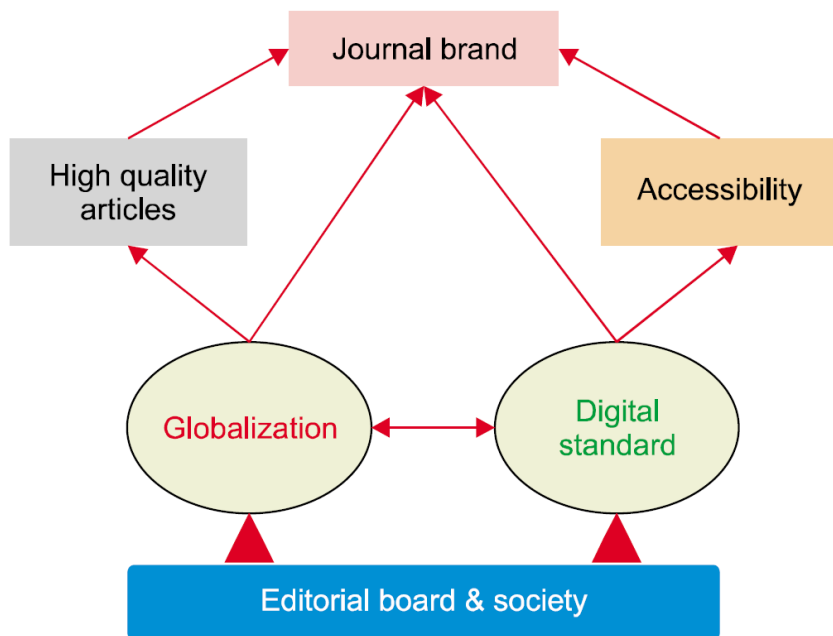 Journal brand
High quality
articles
Accessibility
Globalization
Digital
standard
Editorial board & society